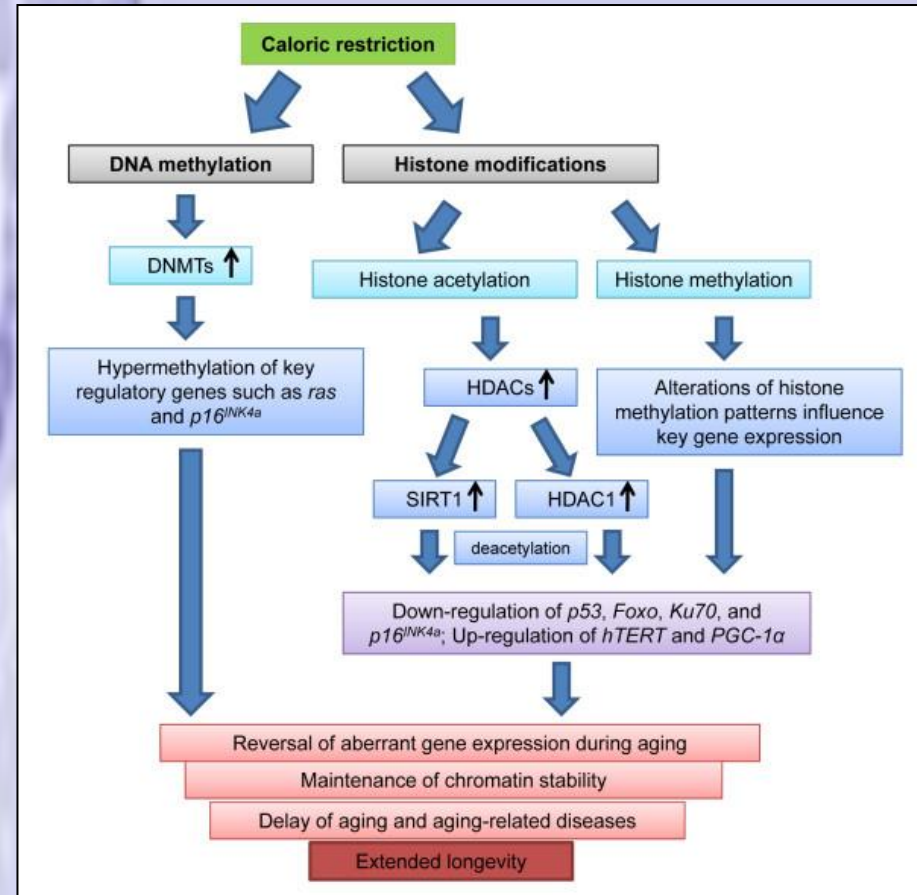 Caloric restriction
DNA methylation
Histone modifications
DNMTs ↑
Histone acetylation
Histone methylation
Hypermethylation of key
regulatory genes such as ras
and p16INK4a
HDACs ↑
Alterations of histone
methylation patterns influence
key gene expression
SIRT1 ↑
HDAC1 ↑
deacetylation
Down-regulation of p53, Foxo, Ku70, and
p16INK4a; Up-regulation of hTERT and PGC-1α
Reversal of aberrant gene expression during aging
Maintenance of chromatin stability
Delay of aging and aging-related diseases
Extended longevity